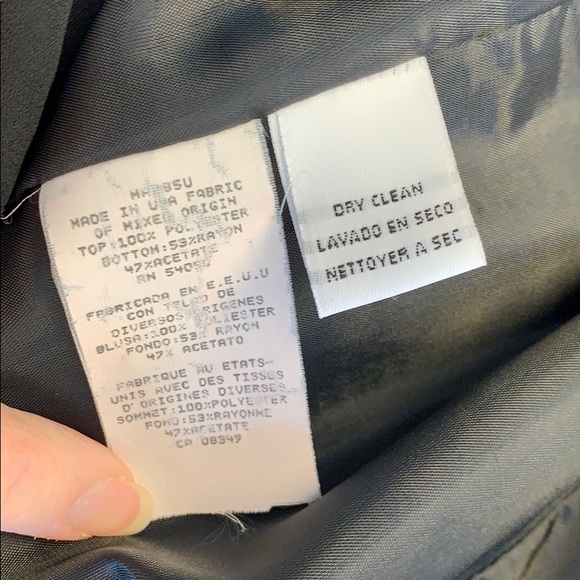 MADE IN USA FABRIC
OF MIXED ORIGIN
TOP:100% POLYESTER
BOTTOM:53%RAYON
47%ACETATE
RN
FABRICADA EN E.E.U.U
CON TELAS DE
DIVERSOS ORIGENES
BLUSA:100% POLIESTER
FONDO:53% RAYON
47% ACETATO
FABRIQUE AU ETATS-
UNIS AVEC DES TISSES
D'ORIGINES DIVERSES
SOMMET:100%POLYESTER
FOND:53%RAYONNE
47%ACETATE
CA 08349
DRY CLEAN
LAVADO EN SECO
NETTOYER A SEC